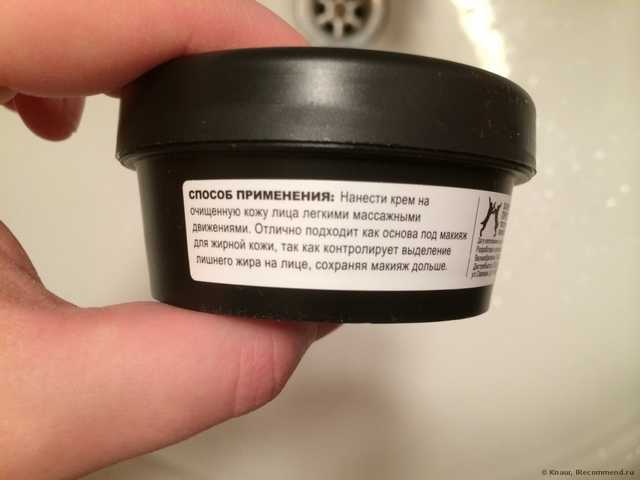 СПОСОБ ПРИМЕНЕНИЯ: Нанести крем на
очищенную кожу лица легкими массажными
движениями. Отлично подходит как основа под макияж
для жирной кожи, так как контролирует выделение
лишнего жира на лице, сохраняя макияж дольше.
© Knaur, IRecommend.ru